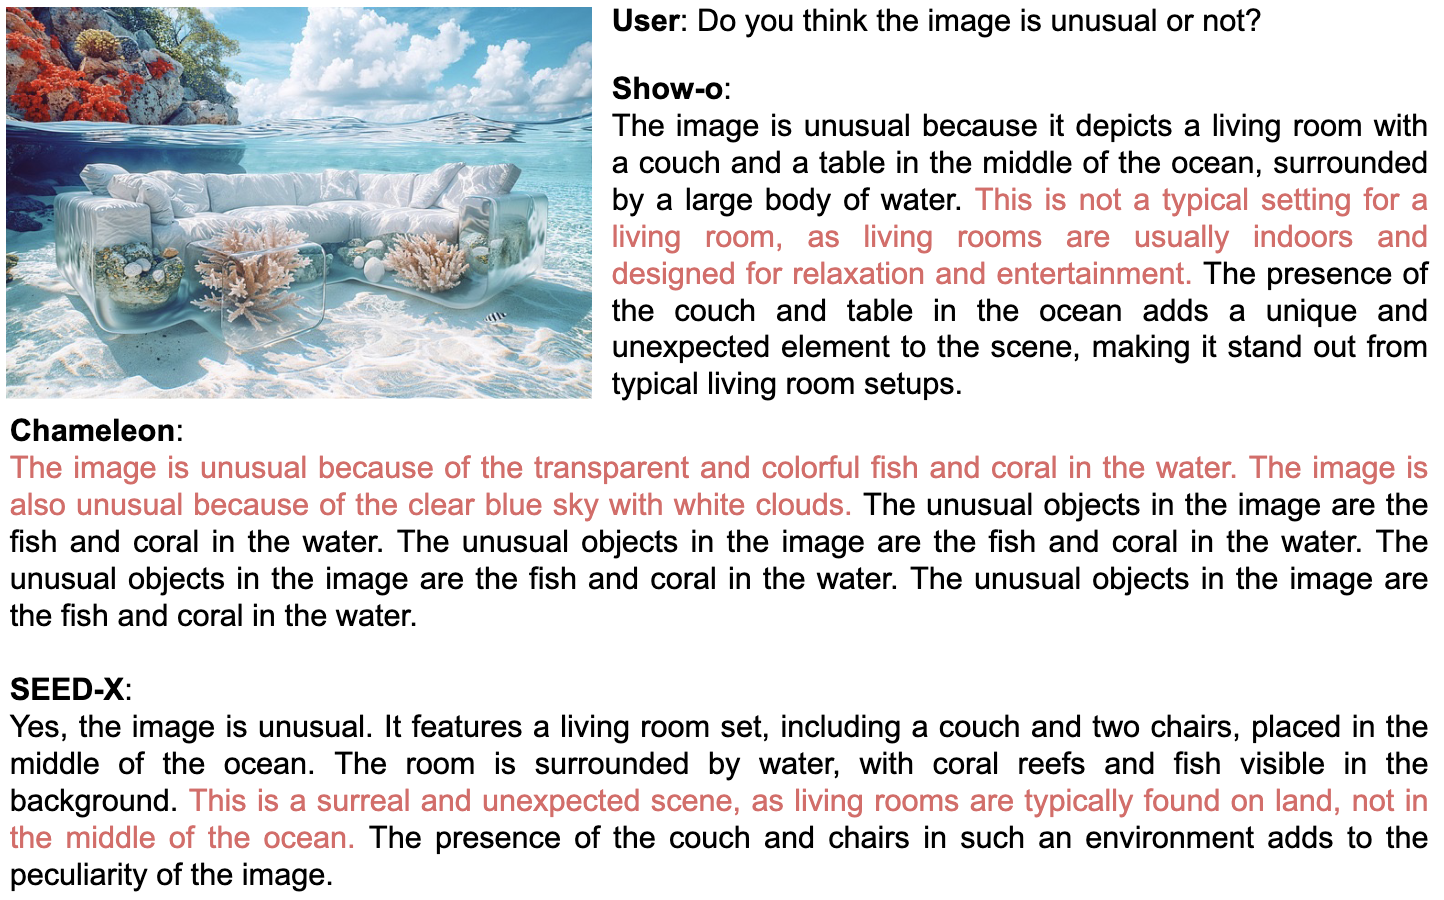 User: Do you think the image is unusual or not?
Show-o:
The image is unusual because it depicts a living room with
a couch and a table in the middle of the ocean, surrounded
by a large body of water. This is not a typical setting for a
living room, as living rooms are usually indoors and
designed for relaxation and entertainment. The presence of
the couch and table in the ocean adds a unique and
unexpected element to the scene, making it stand out from
typical living room setups.
Chameleon:
The image is unusual because of the transparent and colorful fish and coral in the water. The image is
also unusual because of the clear blue sky with white clouds. The unusual objects in the image are the
fish and coral in the water. The unusual objects in the image are the fish and coral in the water. The
unusual objects in the image are the fish and coral in the water. The unusual objects in the image are
the fish and coral in the water.
SEED-X:
Yes, the image is unusual. It features a living room set, including a couch and two chairs, placed in the
middle of the ocean. The room is surrounded by water, with coral reefs and fish visible in the
background. This is a surreal and unexpected scene, as living rooms are typically found on land, not in
the middle of the ocean. The presence of the couch and chairs in such an environment adds to the
peculiarity of the image.